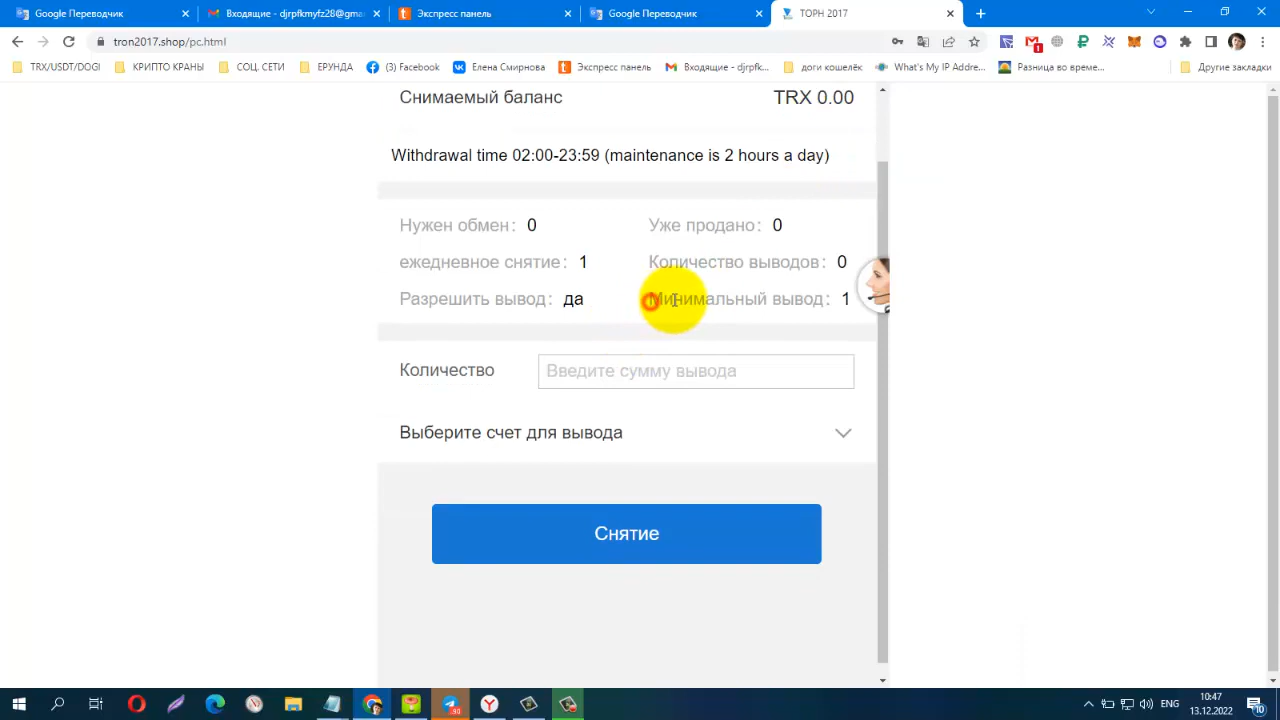 Google Переводчик
Входящие - djrpfkmyfz28@gma
Экспресс панель
Google Переводчик
ТОРН 2017
tron2017.shop/pc.html
TRX/USDT/DOGI
КРИПТО КРАНЫ
СОЦ. СЕТИ
ЕРУНДА
(3) Facebook
Елена Смирнова
Экспресс панель
Входящие - djrpfk...
доги кошелёк
What's My IP Addre...
Разница во време...
Другие закладки
Снимаемый баланс TRX 0.00
Withdrawal time 02:00-23:59 (maintenance is 2 hours a day)
Нужен обмен: 0 Уже продано: 0
ежедневное снятие: 1 Количество выводов: 0
Разрешить вывод: да Минимальный вывод: 1
Количество Введите сумму вывода
Выберите счет для вывода
Снятие
ENG
10:47
13.12.2022